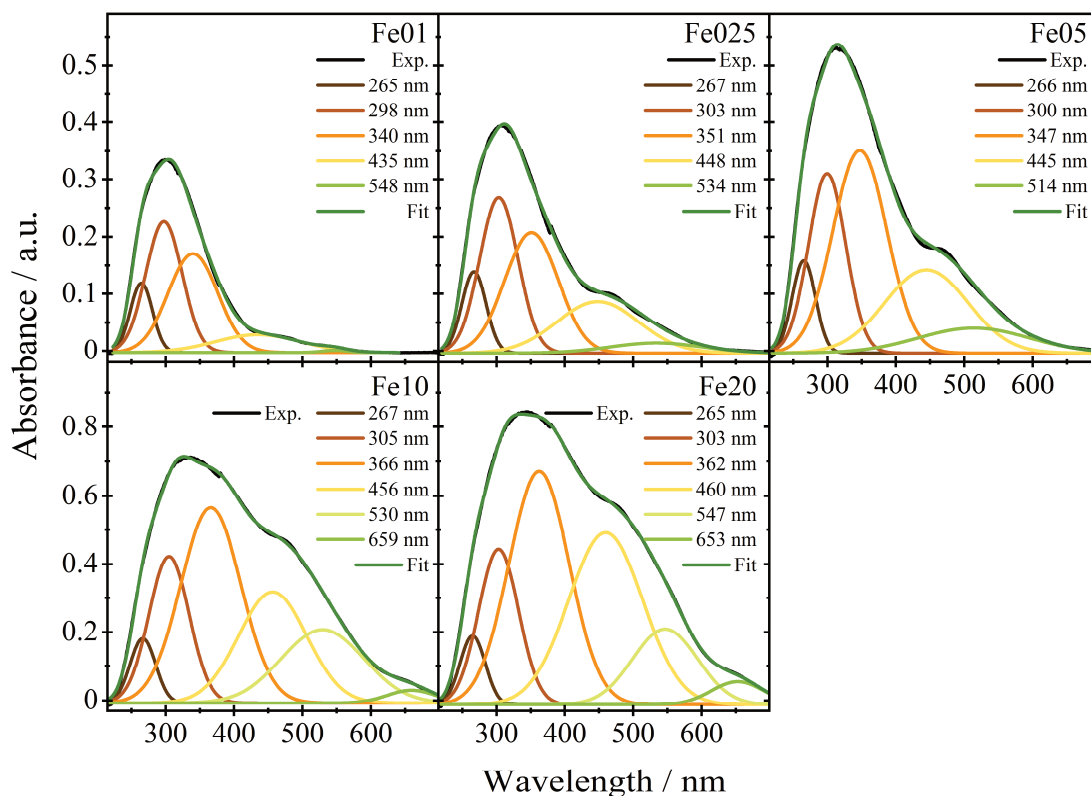 Fe01
Exp.
265 nm
298 nm
340 nm
435 nm
548 nm
Fit
Fe025
Exp.
267 nm
303 nm
351 nm
448 nm
534 nm
Fit
Fe05
Exp.
266 nm
300 nm
347 nm
445 nm
514 nm
Fit
0.5
0.4
0.3
0.2
0.1
0
300 400 500 600
Absorbance / a.u.
Fe10
Exp.
267 nm
305 nm
366 nm
456 nm
530 nm
659 nm
Fit
Fe20
Exp.
265 nm
303 nm
362 nm
460 nm
547 nm
653 nm
Fit
0.8
0.6
0.4
0.2
0
300 400 500 600
300 400 500 600
Wavelength / nm